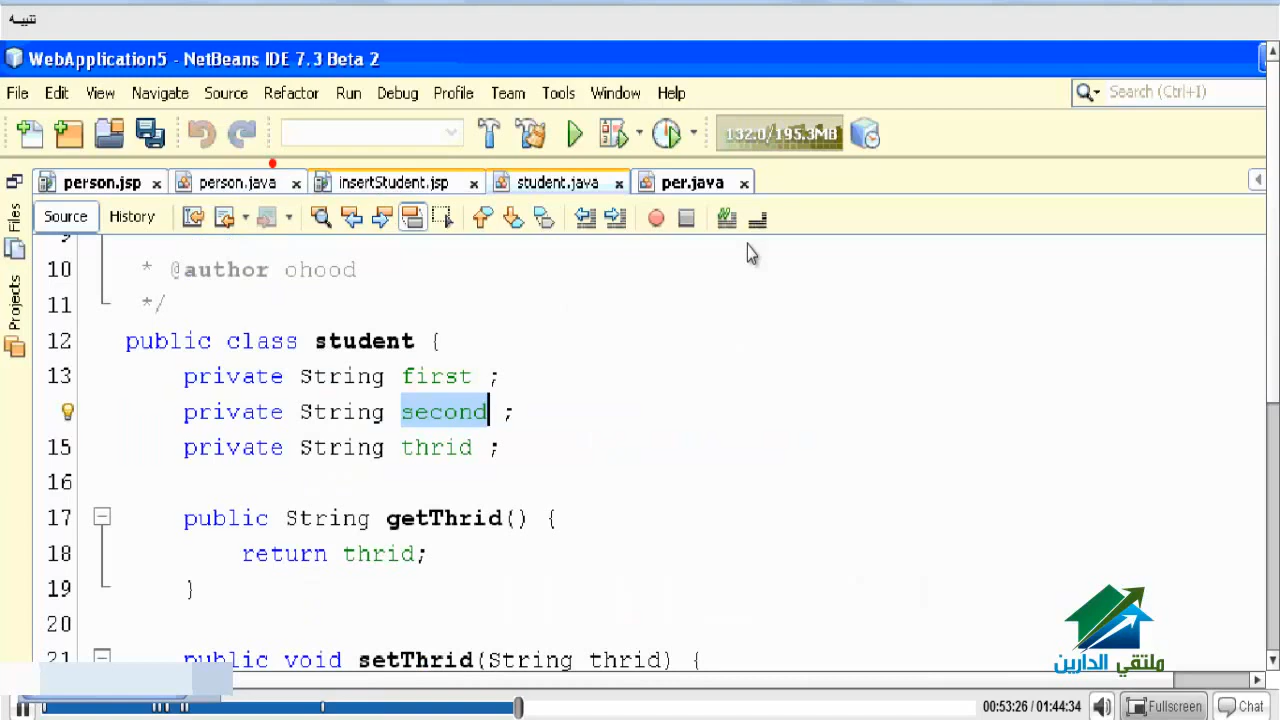 تنبيه
WebApplication5 - NetBeans IDE 7.3 Beta 2
File Edit View Navigate Source Refactor Run Debug Profile Team Tools Window Help
Search (Ctrl+I)
132.0/195.3MB
person.jsp person.java insertStudent.jsp student.java per.java
Source History
Files
Projects
10 * @author ohood
11 */
12 public class student {
13 private String first ;
private String second ;
15 private String thrid ;
16
17 public String getThrid() {
18 return thrid;
19 }
20
21 public void setThrid(String thrid) {
ملتقي الدارين
00:53:26 / 01:44:34 Fullscreen Chat